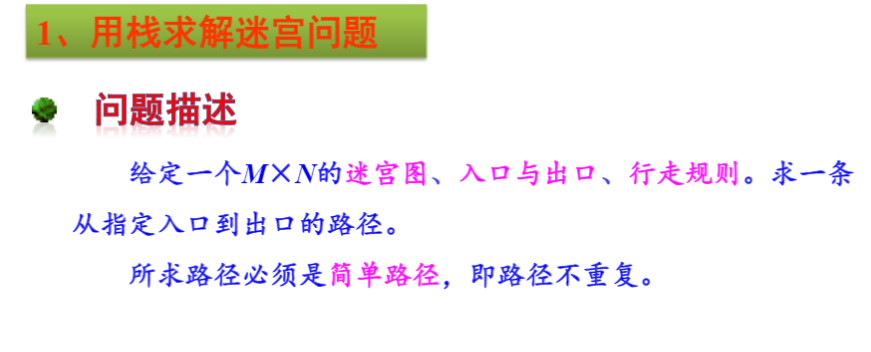 1、用栈求解迷宫问题
问题描述
给定一个M×N的迷宫图、入口与出口、行走规则。求一条
从指定入口到出口的路径。
所求路径必须是简单路径，即路径不重复。